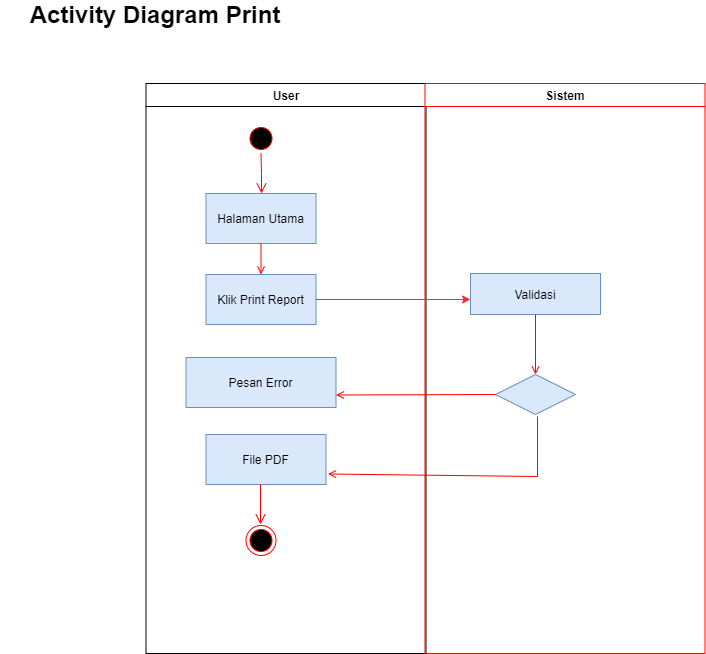 Activity Diagram Print
User
Sistem
Halaman Utama
Klik Print Report
Validasi
Pesan Error
File PDF